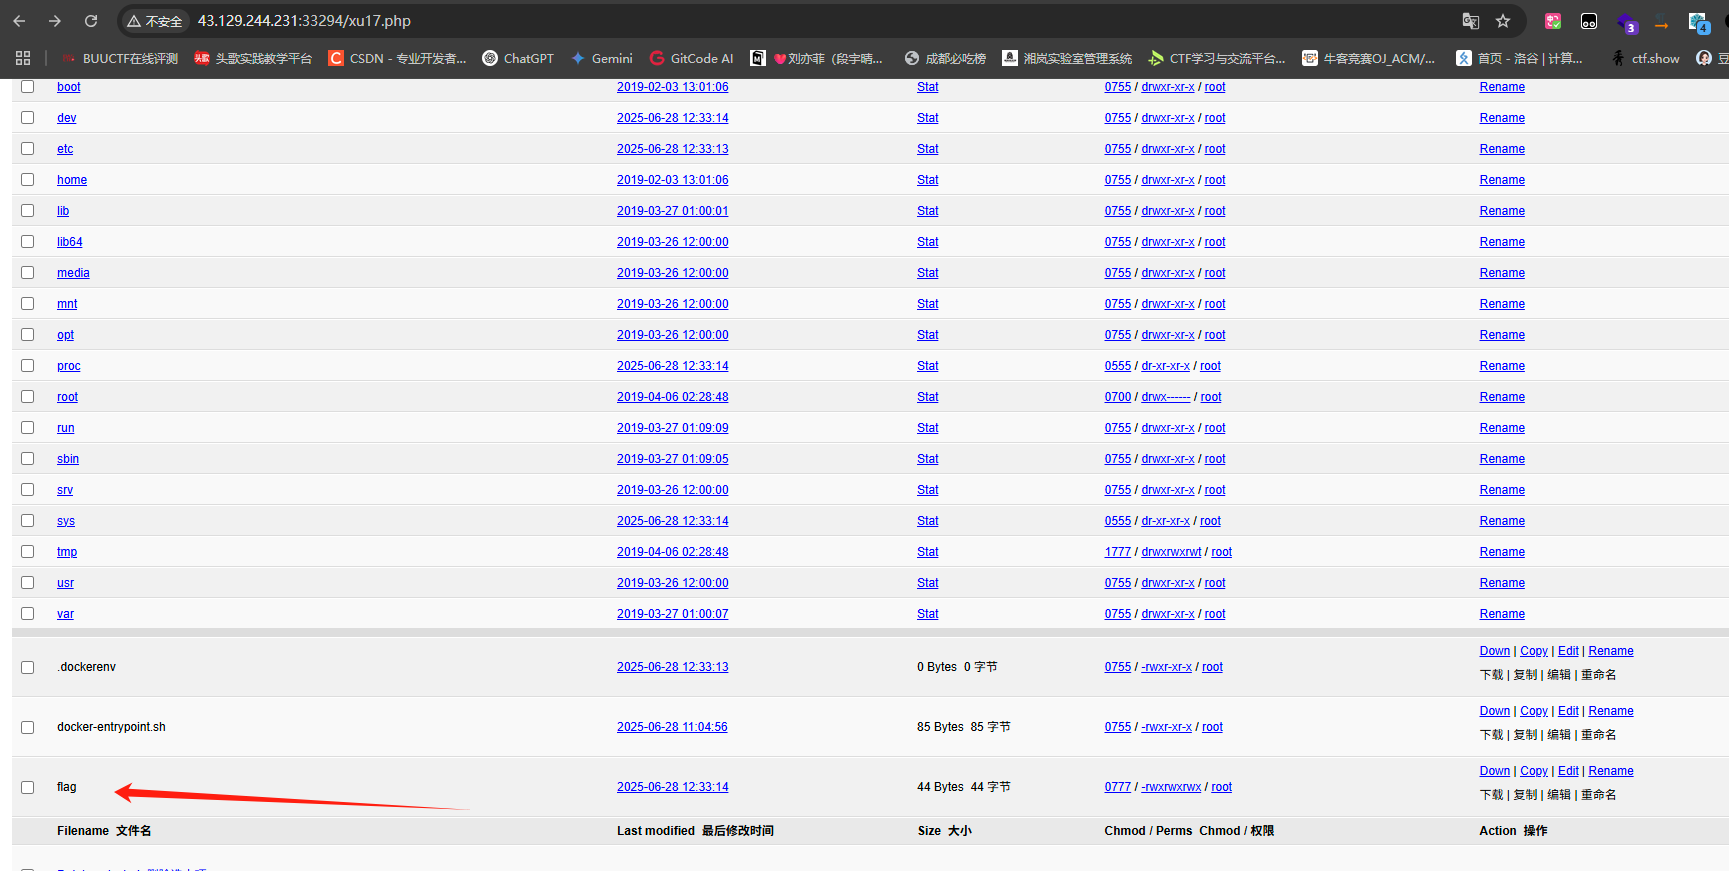 不安全 43.129.244.231:33294/xu17.php 3 4
BUUCTF在线评测 头歌 头歌实践教学平台 C CSDN - 专业开发者... ChatGPT Gemini GitCode AI 刘亦菲（段宇晴... 成都必吃榜 湘岚实验室管理系统 CTF学习与交流平台... 牛客竞赛OJ_ACM/... 首页 - 洛谷 | 计算... ctf.show 豆
boot 2019-02-03 13:01:06 Stat 0755 / drwxr-xr-x / root Rename
dev 2025-06-28 12:33:14 Stat 0755 / drwxr-xr-x / root Rename
etc 2025-06-28 12:33:13 Stat 0755 / drwxr-xr-x / root Rename
home 2019-02-03 13:01:06 Stat 0755 / drwxr-xr-x / root Rename
lib 2019-03-27 01:00:01 Stat 0755 / drwxr-xr-x / root Rename
lib64 2019-03-26 12:00:00 Stat 0755 / drwxr-xr-x / root Rename
media 2019-03-26 12:00:00 Stat 0755 / drwxr-xr-x / root Rename
mnt 2019-03-26 12:00:00 Stat 0755 / drwxr-xr-x / root Rename
opt 2019-03-26 12:00:00 Stat 0755 / drwxr-xr-x / root Rename
proc 2025-06-28 12:33:14 Stat 0555 / dr-xr-xr-x / root Rename
root 2019-04-06 02:28:48 Stat 0700 / drwx------ / root Rename
run 2019-03-27 01:09:09 Stat 0755 / drwxr-xr-x / root Rename
sbin 2019-03-27 01:09:05 Stat 0755 / drwxr-xr-x / root Rename
srv 2019-03-26 12:00:00 Stat 0755 / drwxr-xr-x / root Rename
sys 2025-06-28 12:33:14 Stat 0555 / dr-xr-xr-x / root Rename
tmp 2019-04-06 02:28:48 Stat 1777 / drwxrwxrwt / root Rename
usr 2019-03-26 12:00:00 Stat 0755 / drwxr-xr-x / root Rename
var 2019-03-27 01:00:07 Stat 0755 / drwxr-xr-x / root Rename
.dockerenv 2025-06-28 12:33:13 0 Bytes 0 字节 0755 / -rwxr-xr-x / root Down | Copy | Edit | Rename
下载 | 复制 | 编辑 | 重命名
docker-entrypoint.sh 2025-06-28 11:04:56 85 Bytes 85 字节 0755 / -rwxr-xr-x / root Down | Copy | Edit | Rename
下载 | 复制 | 编辑 | 重命名
flag 2025-06-28 12:33:14 44 Bytes 44 字节 0777 / -rwxrwxrwx / root Down | Copy | Edit | Rename
下载 | 复制 | 编辑 | 重命名
Filename 文件名 Last modified 最后修改时间 Size 大小 Chmod / Perms Chmod / 权限 Action 操作